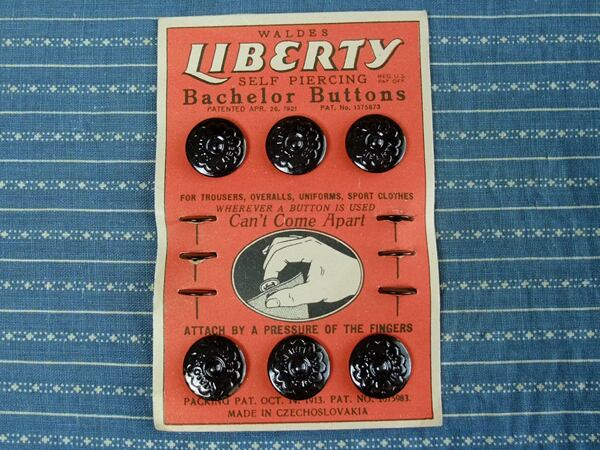 WALDES
LIBERTY
SELF PIERCING
REG. U.S.
PAT. OFF.
Bachelor Buttons
PATENTED APR. 26, 1921 PAT. No. 1375873
FOR TROUSERS, OVERALLS, UNIFORMS, SPORT CLOTHES
WHEREVER A BUTTON IS USED
Can't Come Apart
ATTACH BY A PRESSURE OF THE FINGERS
PACKING PAT. OCT. 14, 1913. PAT. NO.
MADE IN CZECHOSLOVAKIA